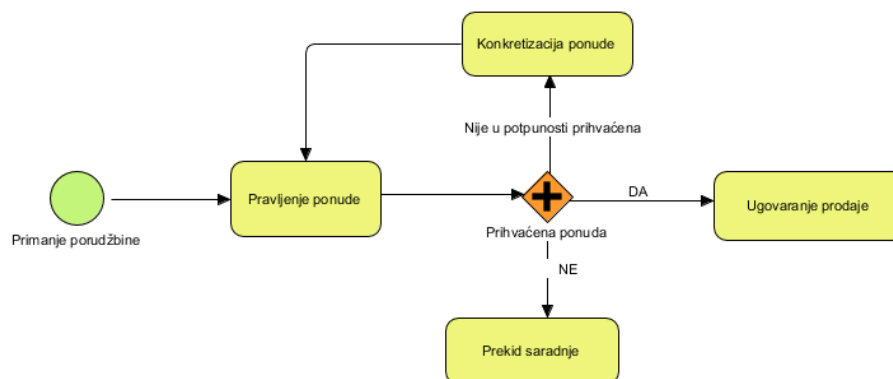 Konkretizacija ponude
Nije u potpunosti prihvaćena
Pravljenje ponude
DA
Ugovaranje prodaje
Primanje porudžbine
Prihvaćena ponuda
NE
Prekid saradnje